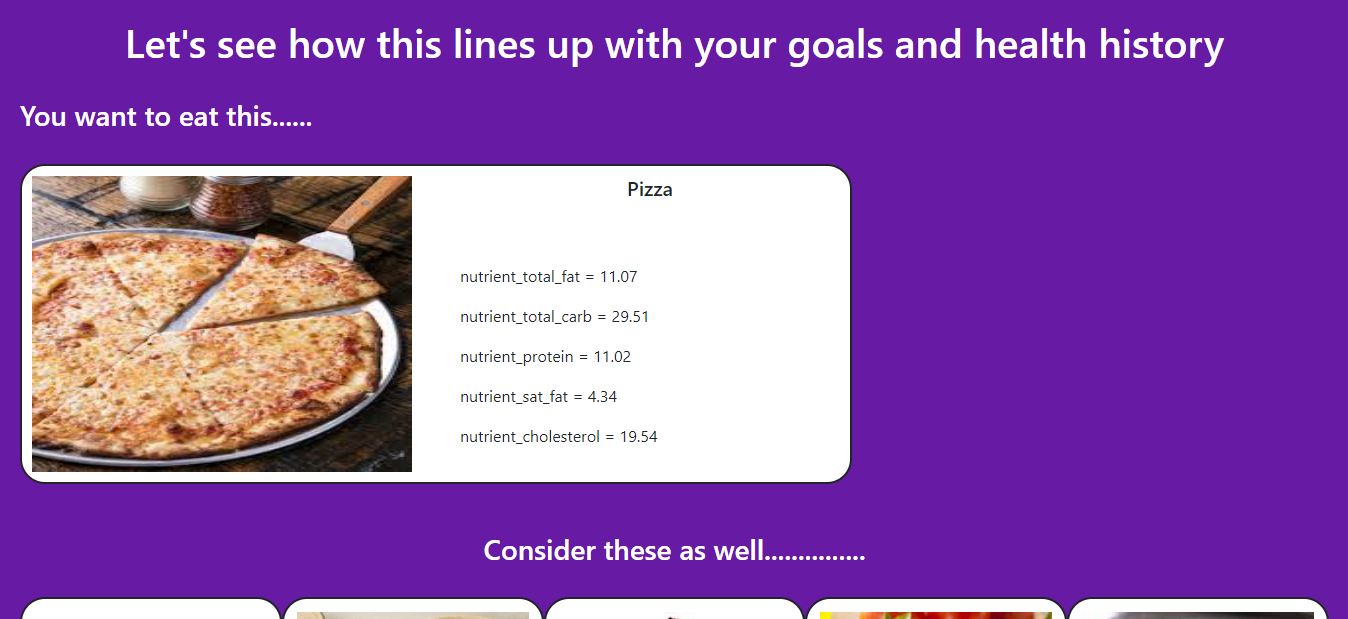 Let's see how this lines up with your goals and health history
You want to eat this......
Pizza
nutrient_total_fat = 11.07
nutrient_total_carb = 29.51
nutrient_protein = 11.02
nutrient_sat_fat = 4.34
nutrient_cholesterol = 19.54
Consider these as well...............